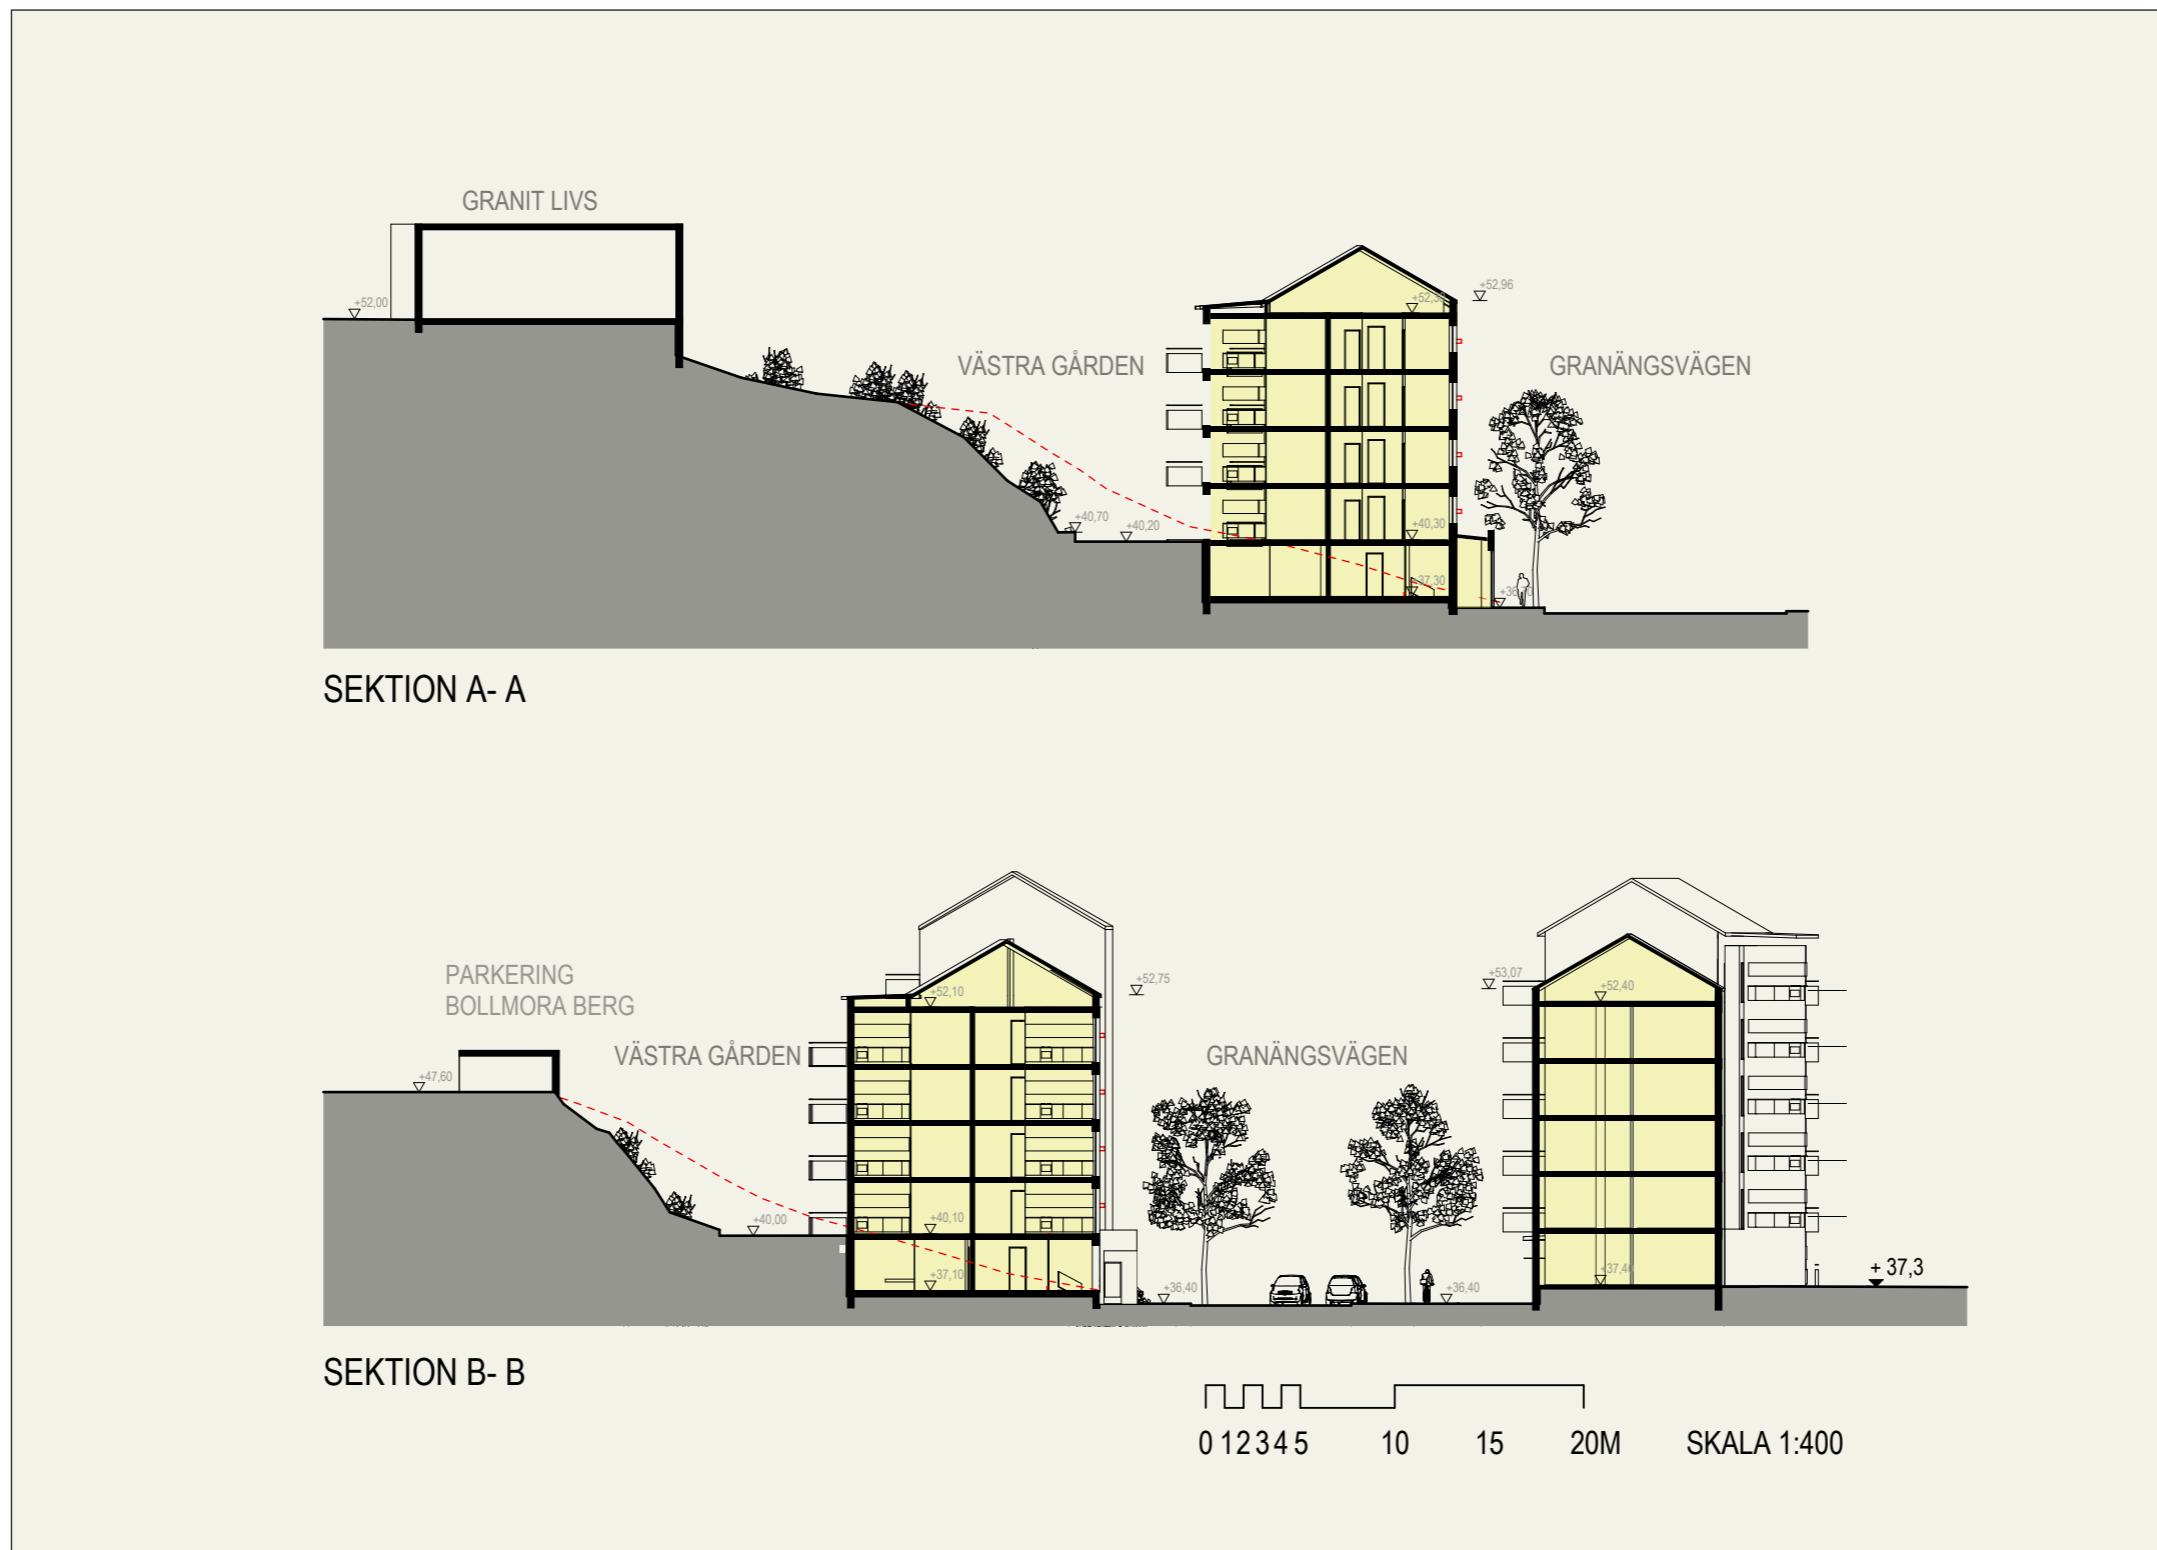 GRANIT LIVS
+52,00
+52,96
VÄSTRA GÅRDEN
GRANÄNGSVÄGEN
+40,70
+40,20
+40,30
+37,30
SEKTION A- A
+53,07
+52,75
+52,10
+52,40
PARKERING
BOLLMORA BERG
VÄSTRA GÅRDEN
GRANÄNGSVÄGEN
+47,60
+40,00
+40,10
+37,10
+36,40
+36,40
+ 37,3
SEKTION B- B
0 1 2 3 4 5 10 15 20M SKALA 1:400